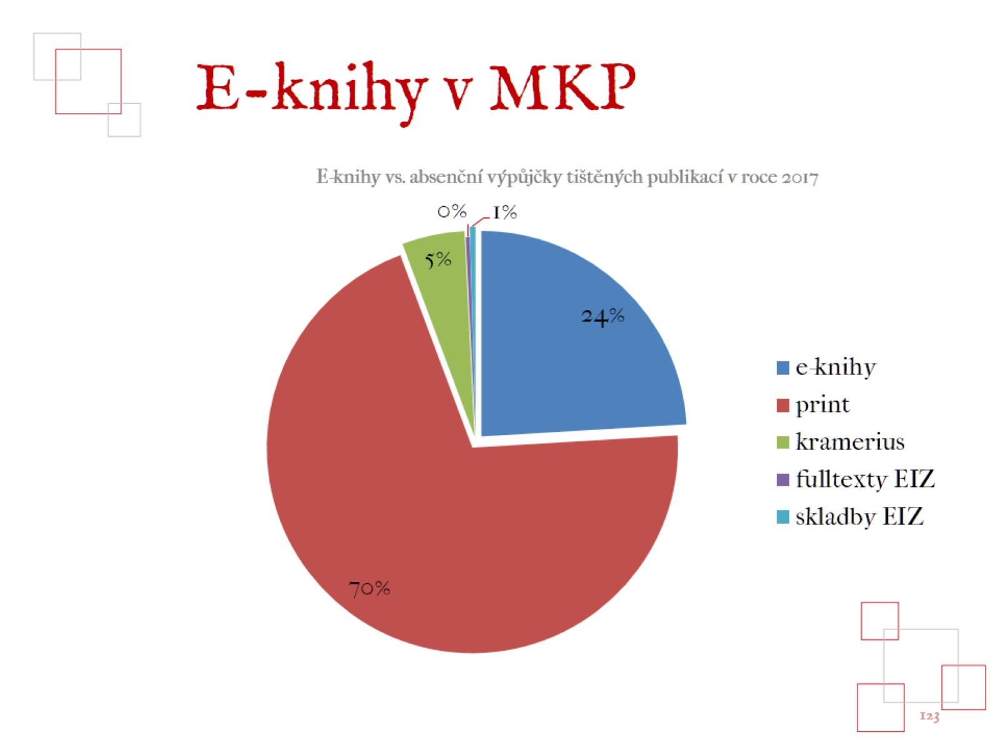 E-knihy v MKP
E-knihy vs. absenční výpůjčky tištěných publikací v roce 2017
0%
1%
5%
24%
70%
e-knihy
print
kramerius
fulltexty EIZ
skladby EIZ
123